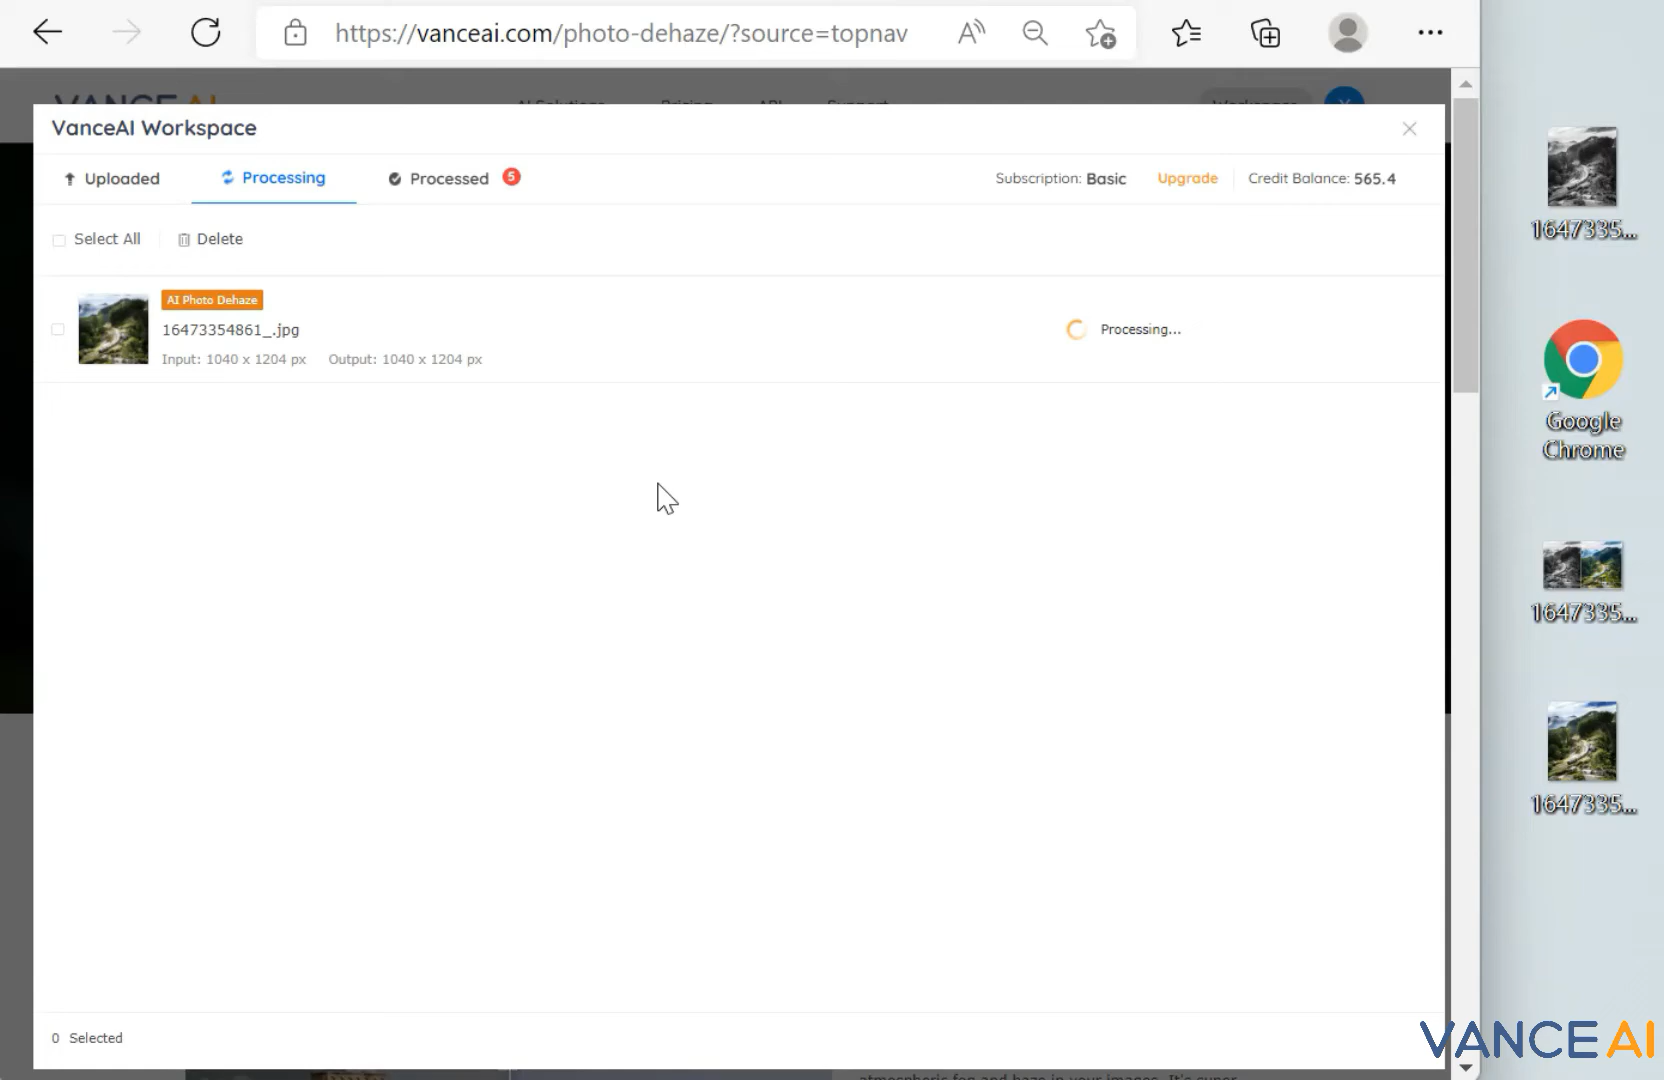 https://vanceai.com/photo-dehaze/?source=topnav
VanceAI Workspace
Uploaded
Processing
Processed 5
Subscription: Basic
Upgrade
Credit Balance: 565.4
Select All
Delete
AI Photo Dehaze
16473354861_.jpg
Input: 1040 x 1204 px Output: 1040 x 1204 px
Processing...
0 Selected
1647335...
Google
Chrome
1647335...
1647335...
VANCE AI